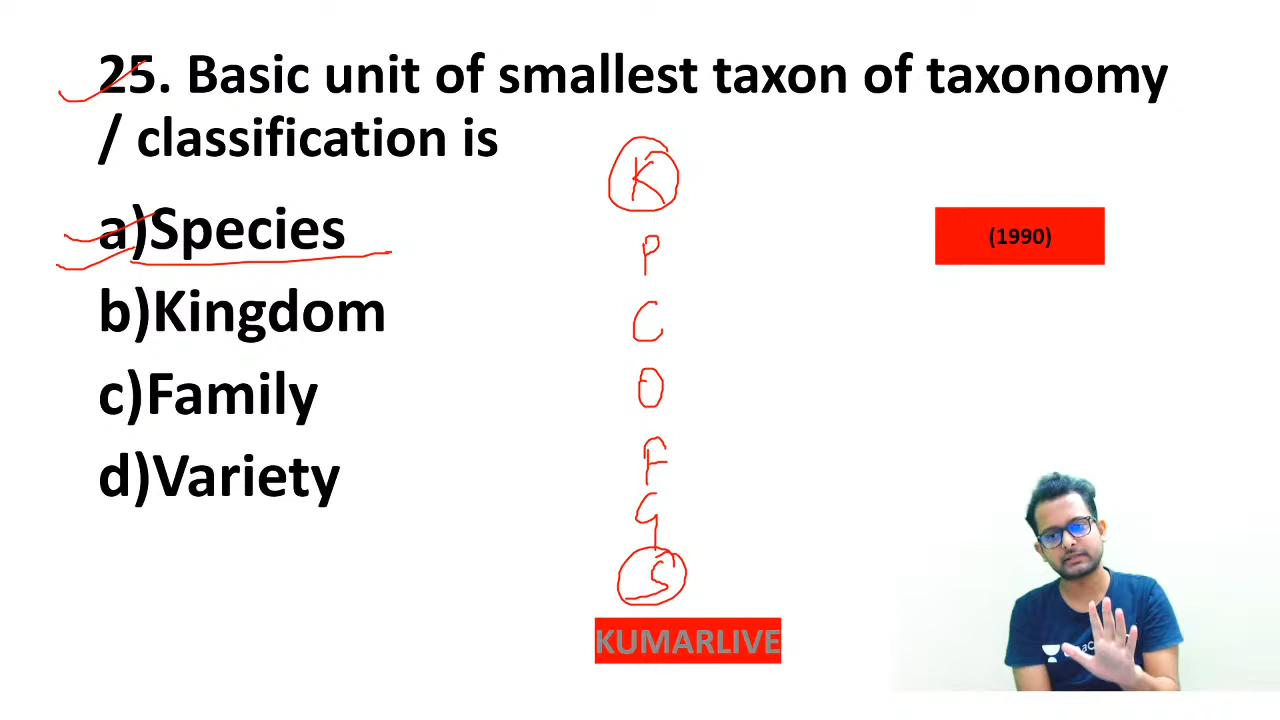 25. Basic unit of smallest taxon of taxonomy
/ classification is
a)Species
b)Kingdom
c)Family
d)Variety
K
P
C
O
F
G
S
(1990)
KUMARLIVE